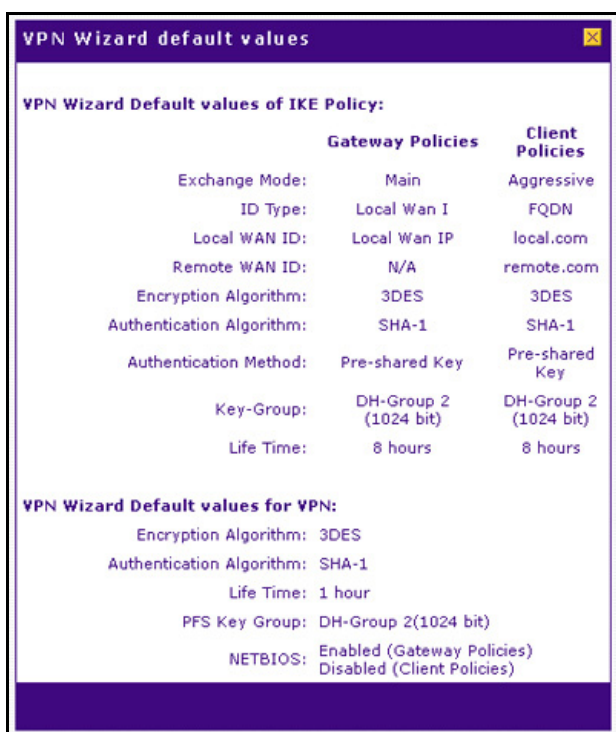 VPN Wizard default values
VPN Wizard Default values of IKE Policy:
Gateway Policies Client Policies
Exchange Mode: Main Aggressive
ID Type: Local Wan I FQDN
Local WAN ID: Local Wan IP local.com
Remote WAN ID: N/A remote.com
Encryption Algorithm: 3DES 3DES
Authentication Algorithm: SHA-1 SHA-1
Authentication Method: Pre-shared Key Pre-shared Key
Key-Group: DH-Group 2 (1024 bit) DH-Group 2 (1024 bit)
Life Time: 8 hours 8 hours
VPN Wizard Default values for VPN:
Encryption Algorithm: 3DES
Authentication Algorithm: SHA-1
Life Time: 1 hour
PFS Key Group: DH-Group 2(1024 bit)
NETBIOS: Enabled (Gateway Policies)
Disabled (Client Policies)